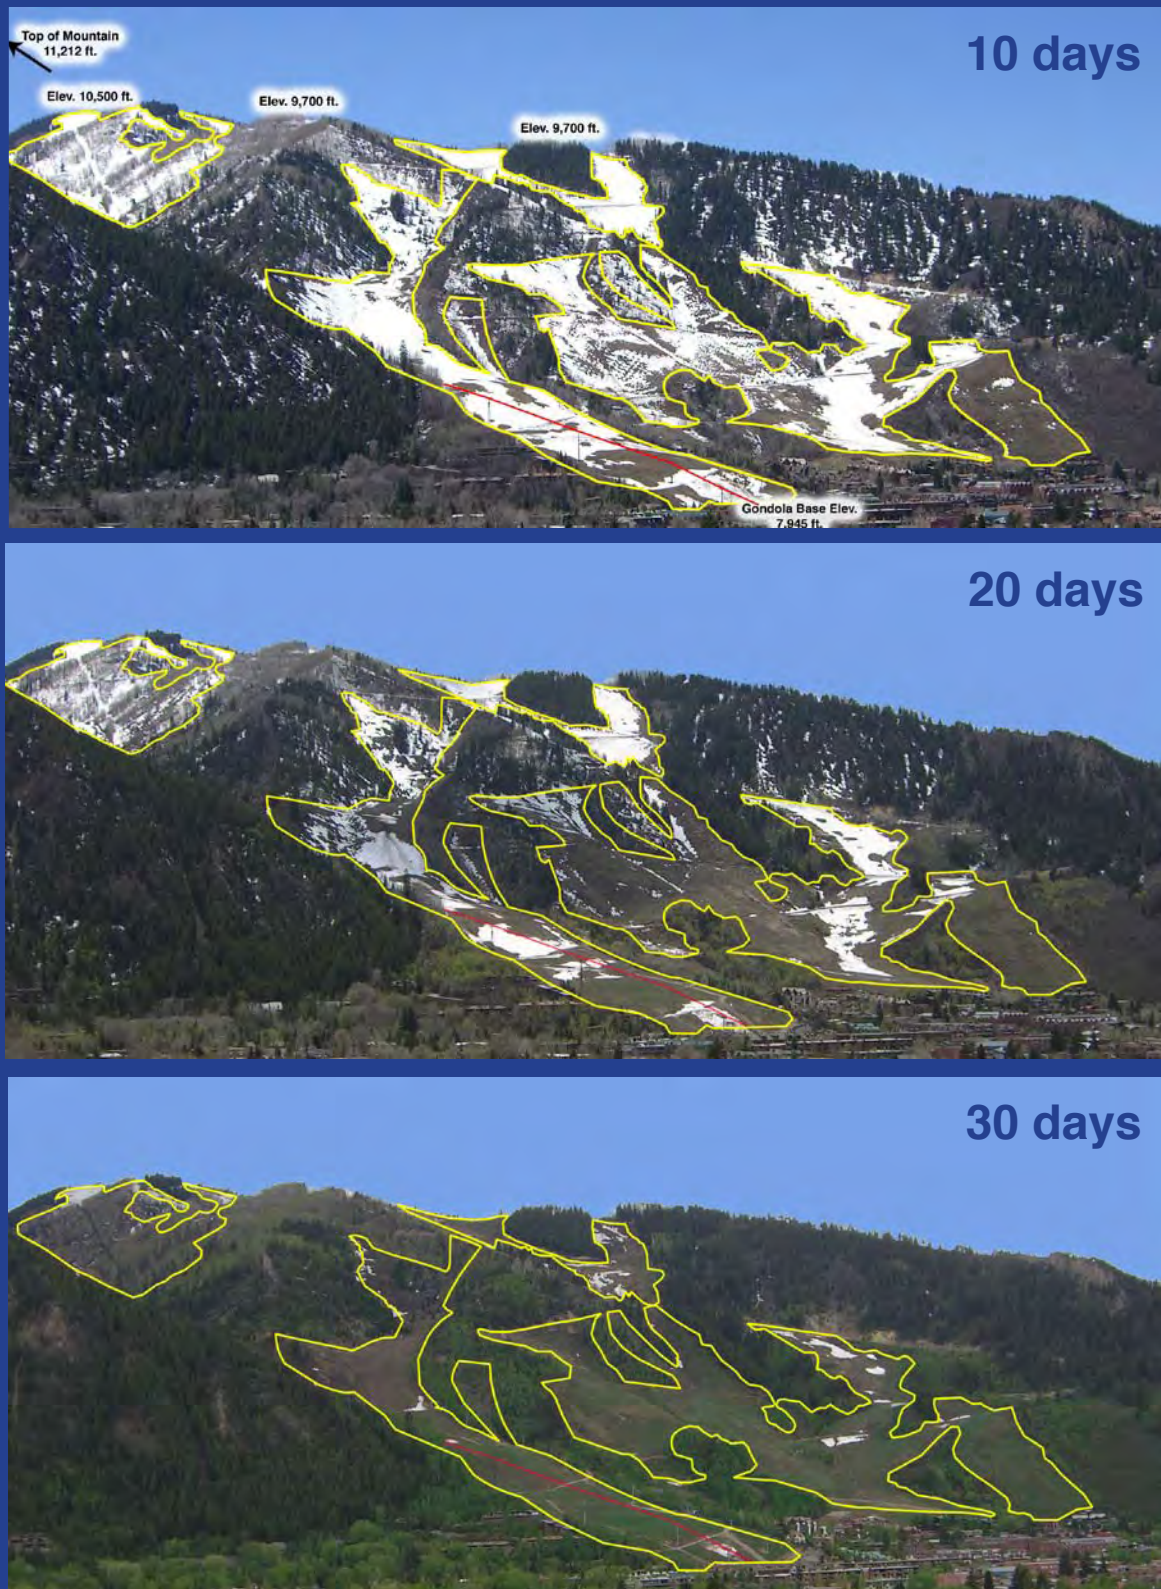 10 days
Top of Mountain
11,212 ft.
Elev. 10,500 ft.
Elev. 9,700 ft.
Elev. 9,700 ft.
Gondola Base Elev.
7,945 ft.
20 days
30 days